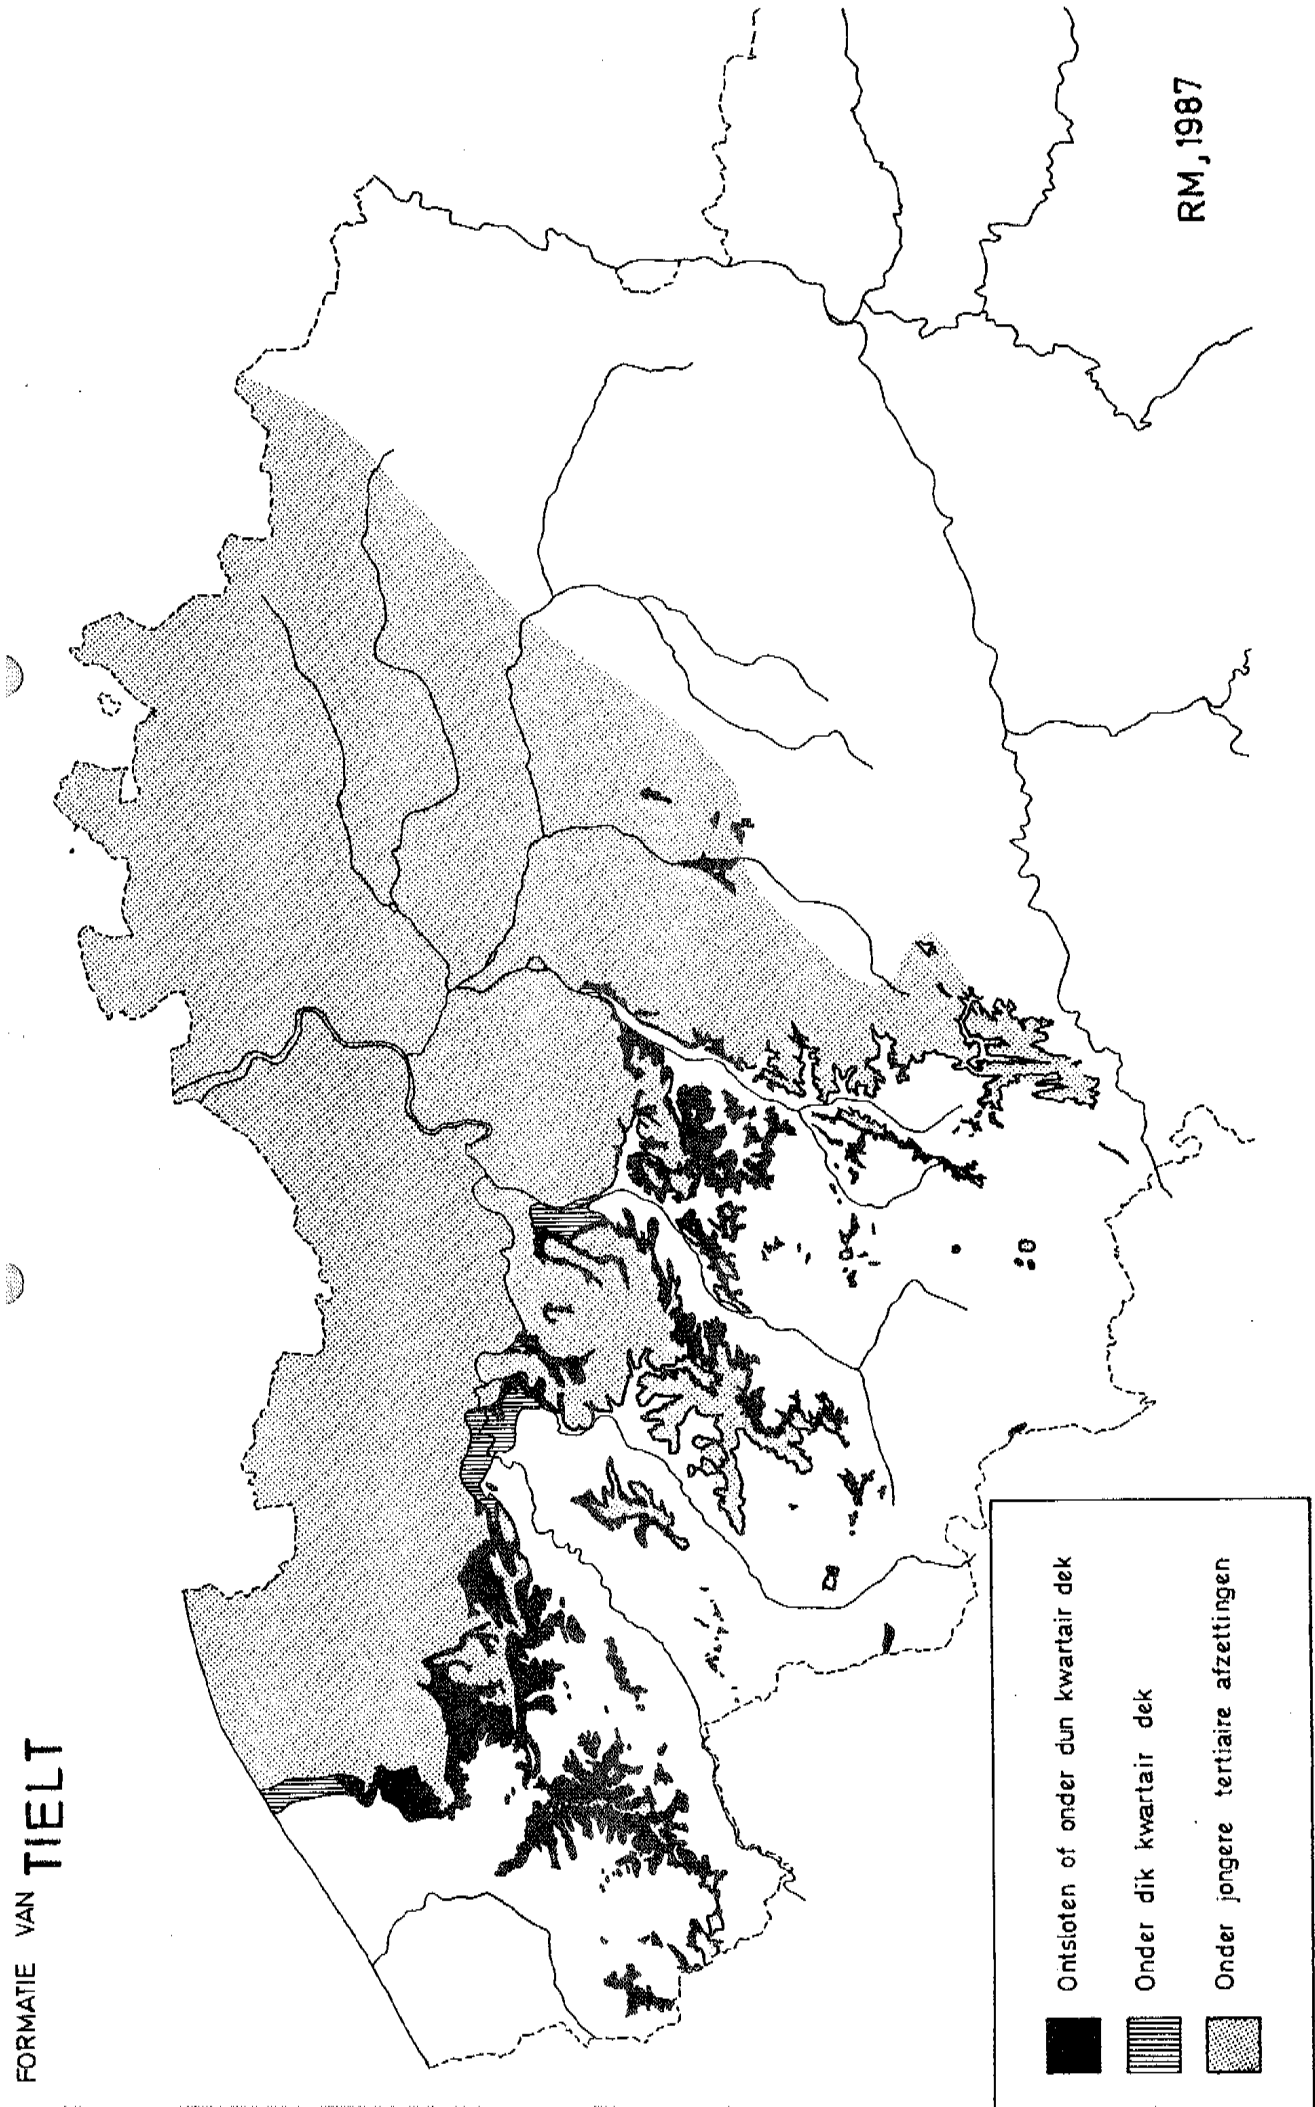 FORMATIE VAN TIELT
RM, 1987
Ontsloten of onder dun kwartair dek
Onder dik kwartair dek
Onder jongere tertiaire afzettingen